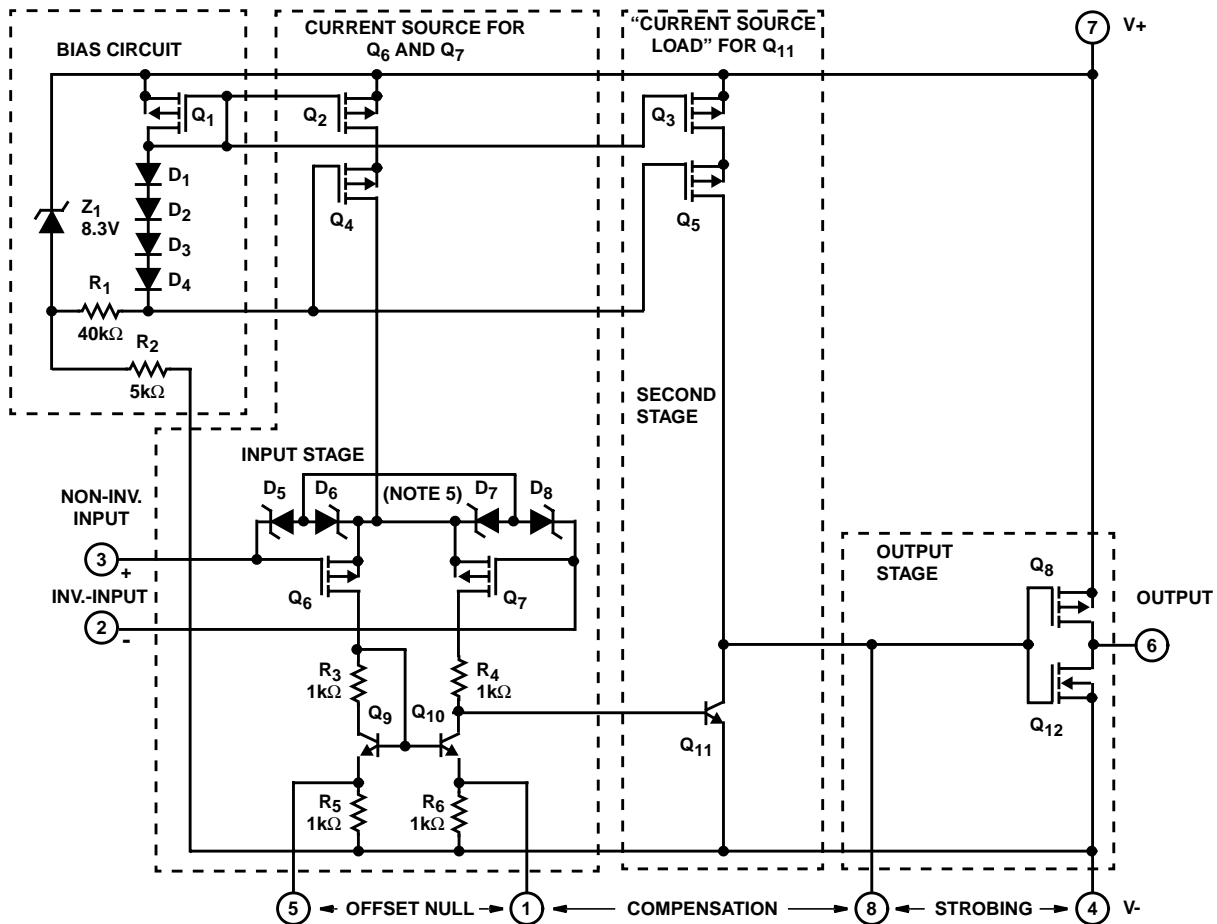 BIAS CIRCUIT
CURRENT SOURCE FOR
Q6 AND Q7
“CURRENT SOURCE
LOAD” FOR Q11
7
V+
Q1
Q2
Q3
D1
D2
D3
D4
Z1
8.3V
Q4
Q5
R1
40kΩ
R2
5kΩ
SECOND
STAGE
INPUT STAGE
D5
D6
(NOTE 5)
D7
D8
NON-INV.
INPUT
3
+
INV.-INPUT
2
-
Q6
Q7
OUTPUT
STAGE
Q8
OUTPUT
6
R3
1kΩ
R4
1kΩ
Q9
Q10
Q11
Q12
R5
1kΩ
R6
1kΩ
5
OFFSET NULL
1
COMPENSATION
8
STROBING
4
V-